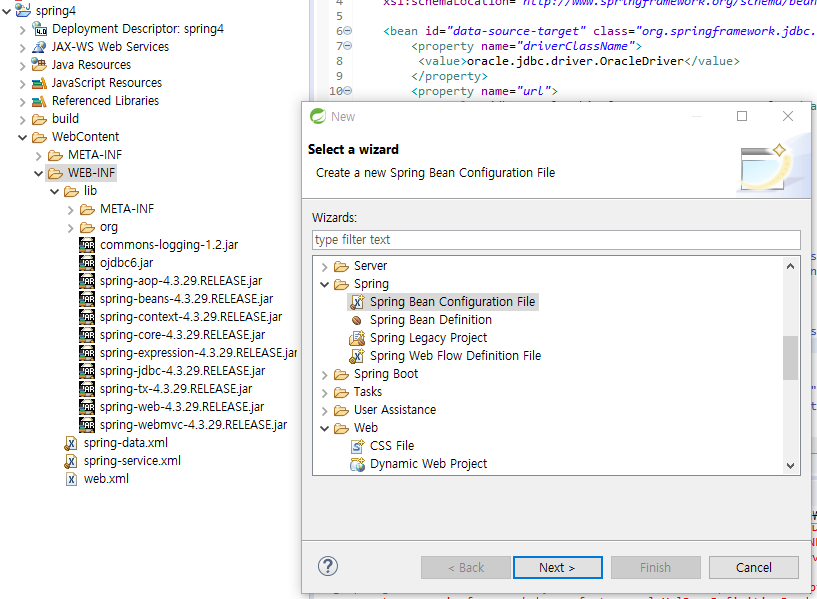 spring4
Deployment Descriptor: spring4
JAX-WS Web Services
Java Resources
JavaScript Resources
Referenced Libraries
build
WebContent
META-INF
WEB-INF
lib
META-INF
org
commons-logging-1.2.jar
ojdbc6.jar
spring-aop-4.3.29.RELEASE.jar
spring-beans-4.3.29.RELEASE.jar
spring-context-4.3.29.RELEASE.jar
spring-core-4.3.29.RELEASE.jar
spring-expression-4.3.29.RELEASE.jar
spring-jdbc-4.3.29.RELEASE.jar
spring-tx-4.3.29.RELEASE.jar
spring-web-4.3.29.RELEASE.jar
spring-webmvc-4.3.29.RELEASE.jar
spring-data.xml
spring-service.xml
web.xml
4 xsi:schemaLocation="http://www.springframework.org/schema/bean
5
6 <bean id="data-source-target" class="org.springframework.jdbc.
7 <property name="driverClassName">
8 <value>oracle.jdbc.driver.OracleDriver</value>
9 </property>
10 <property name="url">
New
Select a wizard
Create a new Spring Bean Configuration File
Wizards:
type filter text
Server
Spring
Spring Bean Configuration File
Spring Bean Definition
Spring Legacy Project
Spring Web Flow Definition File
Spring Boot
Tasks
User Assistance
Web
CSS File
Dynamic Web Project
? < Back Next > Finish Cancel